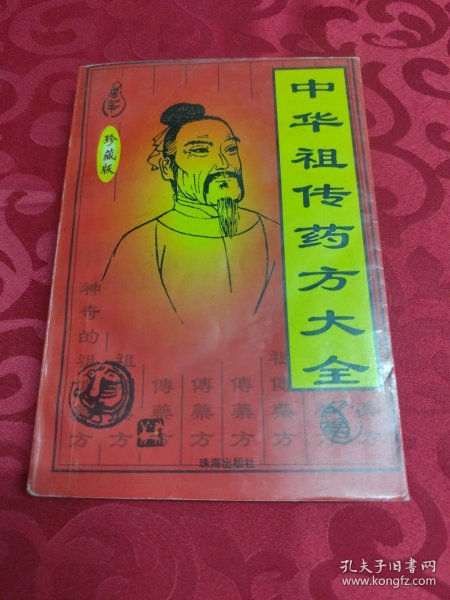 中华祖传药方大全
珍藏版
神奇的祖
方
祖
方
傳藥方
傳藥方
傳藥方
祖
方
珠海出版社
孔夫子旧书网
www.kongfz.com